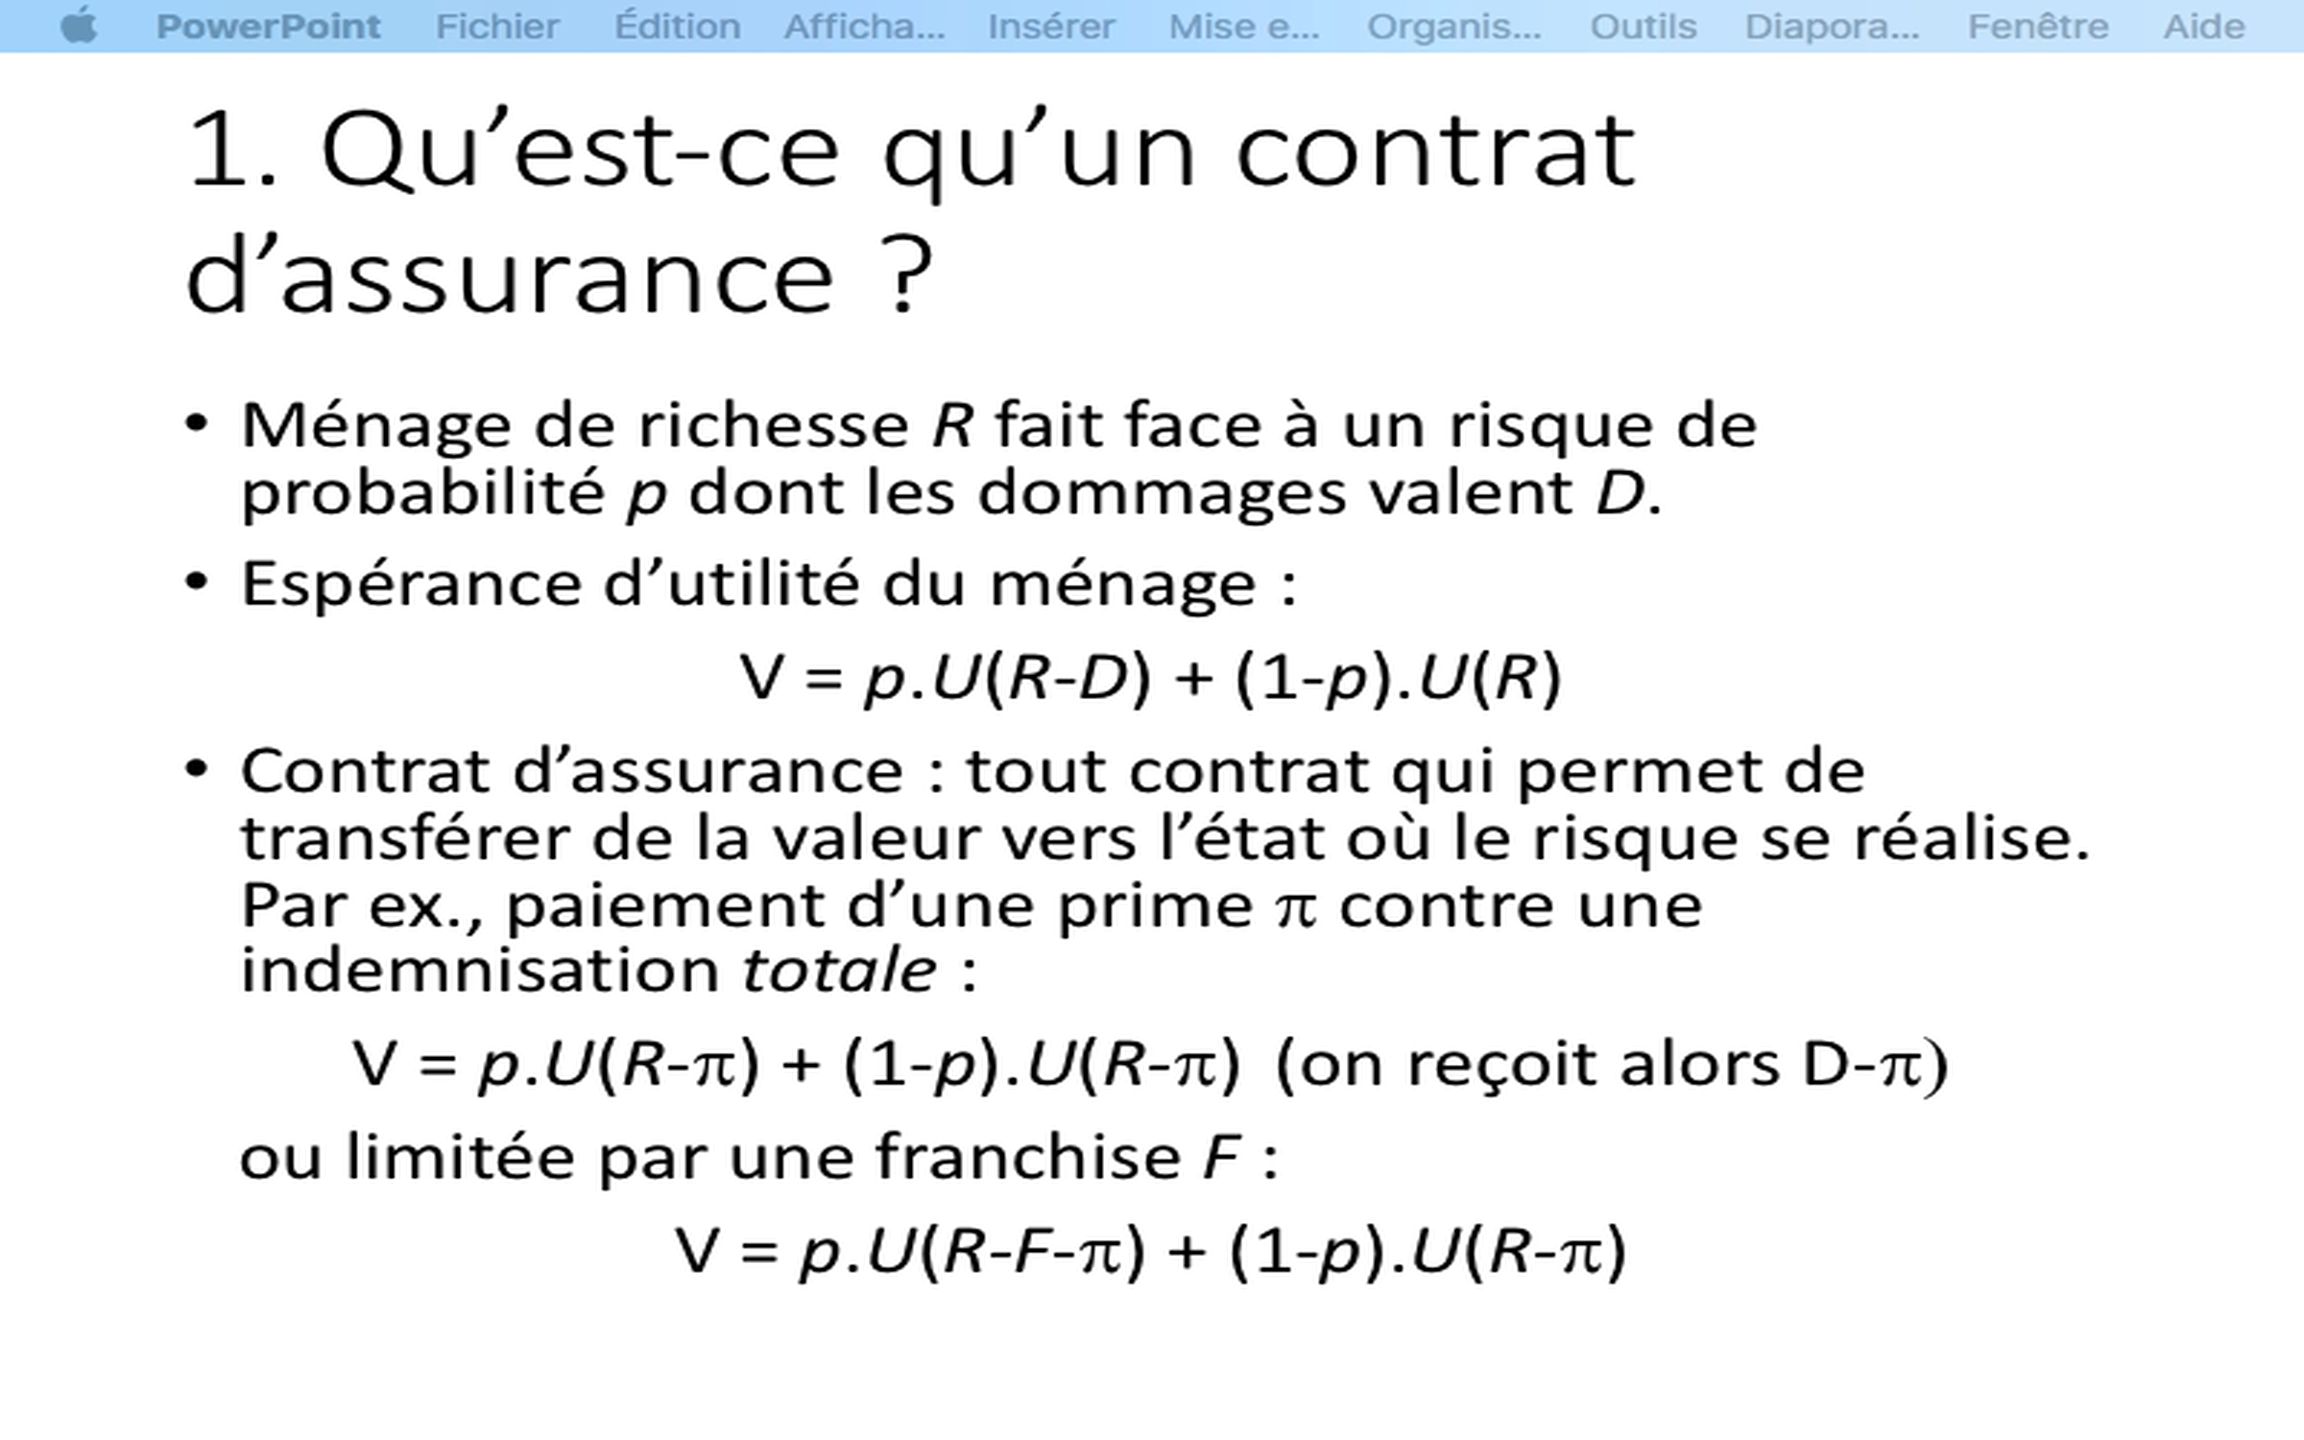 PowerPoint Fichier Édition Afficha... Insérer Mise e... Organis... Outils Diapora... Fenêtre Aide
1. Qu’est-ce qu’un contrat
d’assurance ?
• Ménage de richesse R fait face à un risque de
probabilité p dont les dommages valent D.
• Espérance d’utilité du ménage :
V = p.U(R-D) + (1-p).U(R)
• Contrat d’assurance : tout contrat qui permet de
transférer de la valeur vers l’état où le risque se réalise.
Par ex., paiement d’une prime π contre une
indemnisation totale :
V = p.U(R-π) + (1-p).U(R-π) (on reçoit alors D-π)
ou limitée par une franchise F :
V = p.U(R-F-π) + (1-p).U(R-π)